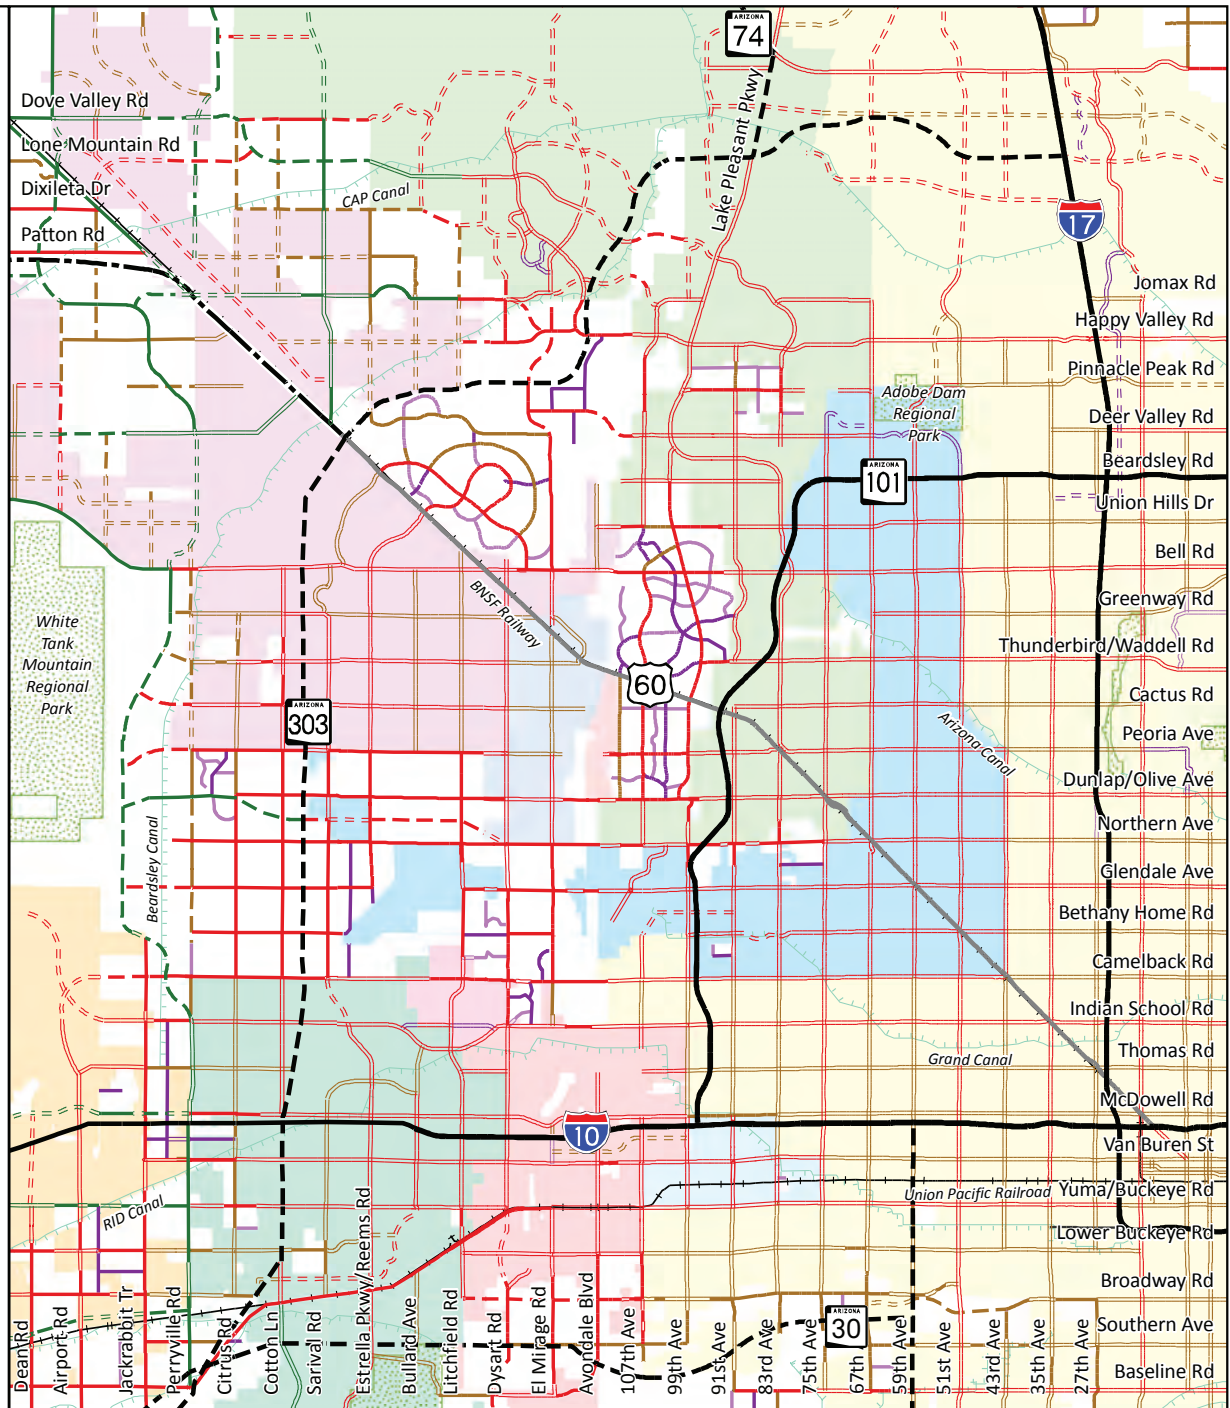 ARIZONA
74
Lake Pleasant Pkwy
Dove Valley Rd
Lone Mountain Rd
Dixileta Dr
Patton Rd
CAP Canal
17
Jomax Rd
Happy Valley Rd
Pinnacle Peak Rd
Adobe Dam
Regional
Park
Deer Valley Rd
Beardsley Rd
ARIZONA
101
Union Hills Dr
Bell Rd
BNSF Railway
Greenway Rd
White
Tank
Mountain
Regional
Park
Thunderbird/Waddell Rd
60
Cactus Rd
ARIZONA
303
Arizona Canal
Peoria Ave
Dunlap/Olive Ave
Northern Ave
Beardsley Canal
Glendale Ave
Bethany Home Rd
Camelback Rd
Indian School Rd
Thomas Rd
Grand Canal
McDowell Rd
10
Van Buren St
Union Pacific Railroad
Yuma/Buckeye Rd
RID Canal
Lower Buckeye Rd
Broadway Rd
ARIZONA
30
Southern Ave
Baseline Rd
Dean Rd
Airport Rd
Jackrabbit Tr
Perryville Rd
Citrus Rd
Cotton Ln
Sarival Rd
Estrella Pkwy/Reems Rd
Bullard Ave
Litchfield Rd
Dysart Rd
El Mirage Rd
Avondale Blvd
107th Ave
99th Ave
91st Ave
83rd Ave
75th Ave
67th Ave
59th Ave
51st Ave
43rd Ave
35th Ave
27th Ave